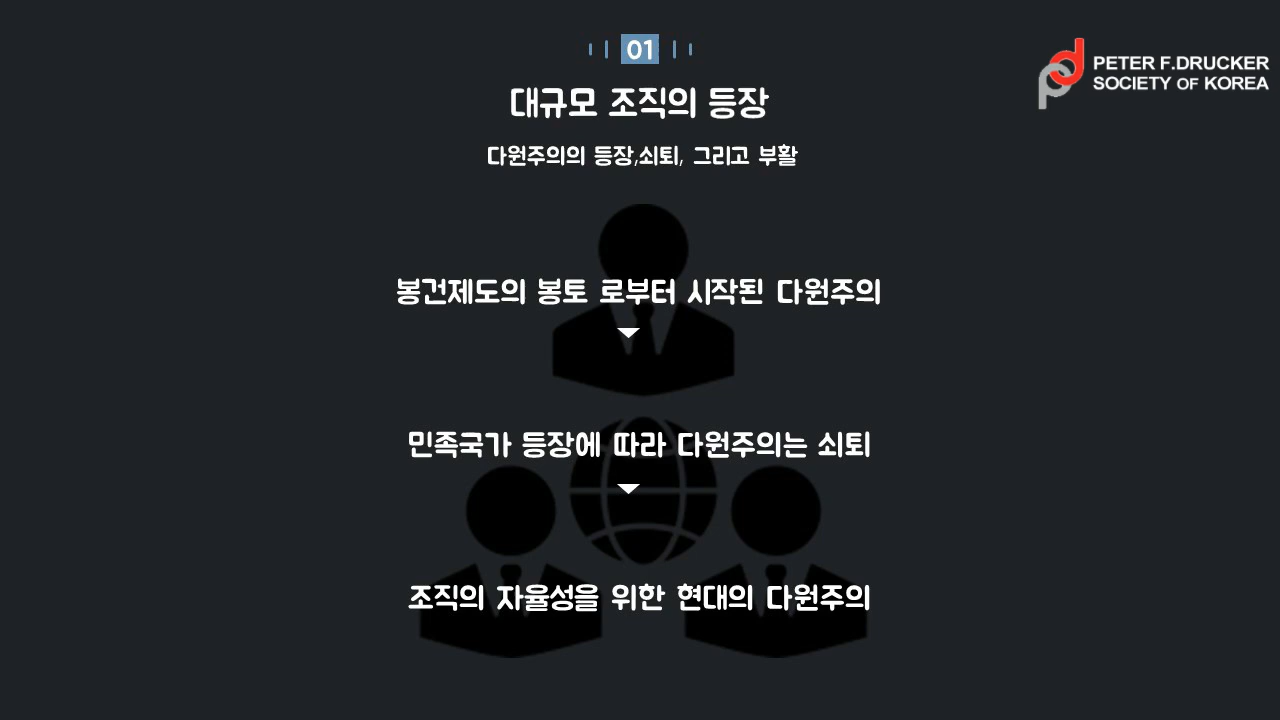 01
대규모 조직의 등장
다원주의의 등장,쇠퇴, 그리고 부활
PETER F.DRUCKER
SOCIETY OF KOREA
봉건제도의 봉토 로부터 시작된 다원주의
민족국가 등장에 따라 다원주의는 쇠퇴
조직의 자율성을 위한 현대의 다원주의